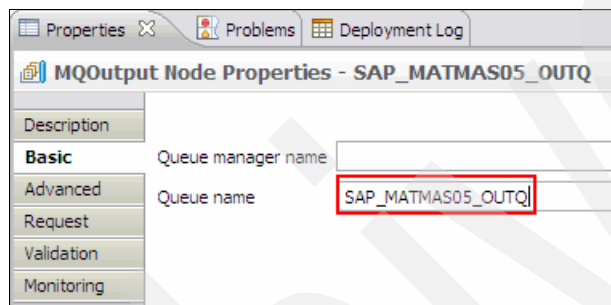 Properties Problems Deployment Log
MQOutput Node Properties - SAP_MATMAS05_OUTQ
Description
Basic Queue manager name
Advanced Queue name SAP_MATMAS05_OUTQ
Request
Validation
Monitoring